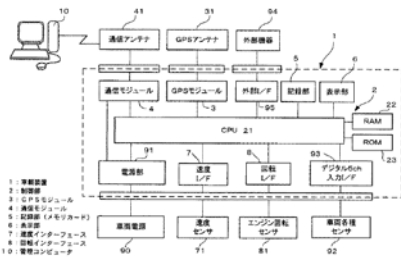 10
41
31
94
通信アンテナ
GPSアンテナ
外部機器
1
5
6
通信モジュール
GPSモジュール
外部I/F
記録部
表示部
4
3
95
2
22
CPU 21
RAM
ROM
23
91
7
8
93
電源部
速度
I/F
回転
I/F
デジタル5ch
入力I/F
1：車載装置
2：制御部
3：GPSモジュール
4：通信モジュール
5：記録部（メモリカード）
6：表示部
7：速度インターフェース
8：回転インターフェース
10：管理コンピュータ
車両電源
速度
センサ
エンジン回転
センサ
車両各種
センサ
90
71
81
92